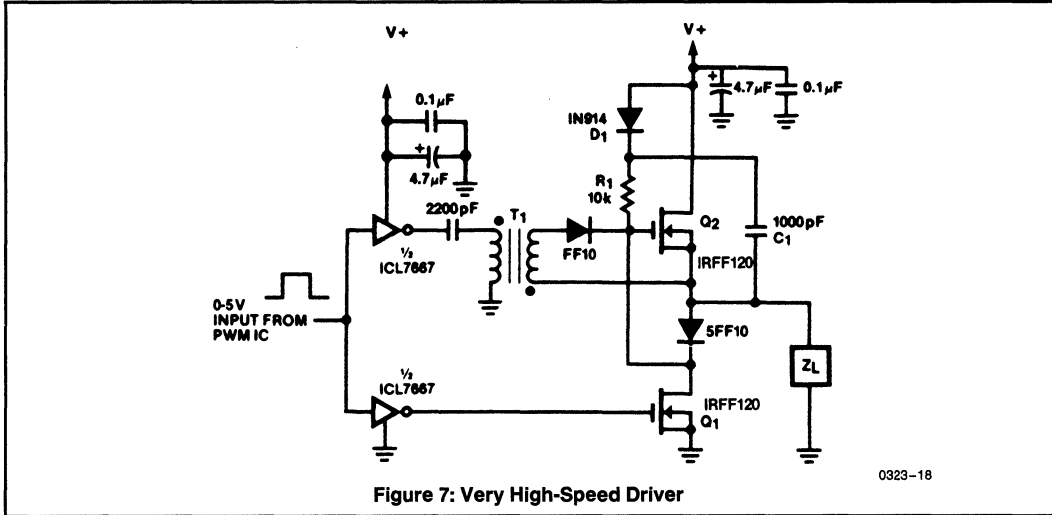 V+
V+
0.1µF
+
4.7µF
+
4.7µF
0.1µF
IN914
D1
R1
10k
2200pF
T1
Q2
1000pF
C1
½
ICL7667
FF10
IRFF120
0-5V
INPUT FROM
PWM IC
5FF10
ZL
½
ICL7667
IRFF120
Q1
0323-18
Figure 7: Very High-Speed Driver